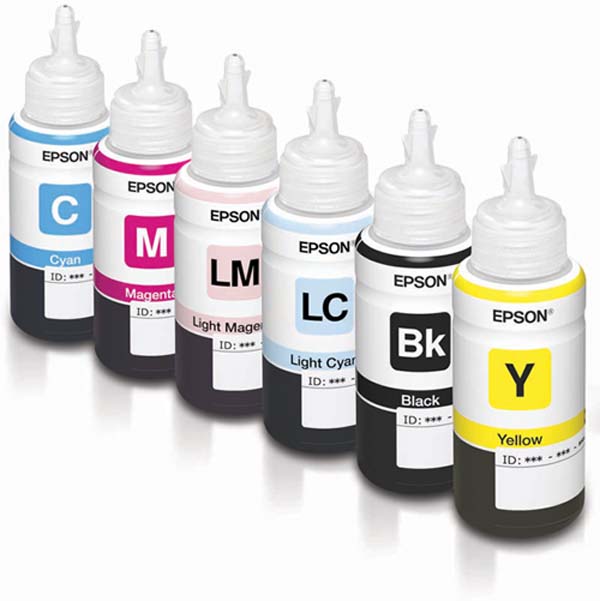 EPSON
C
Cyan
ID: *** -
EPSON
M
Magenta
ID: ***
EPSON
LM
Light Magen
EPSON
LC
Light Cyan
ID: ***
EPSON®
Bk
Black
ID: *** -
EPSON®
Y
Yellow
ID: *** - *** - ***